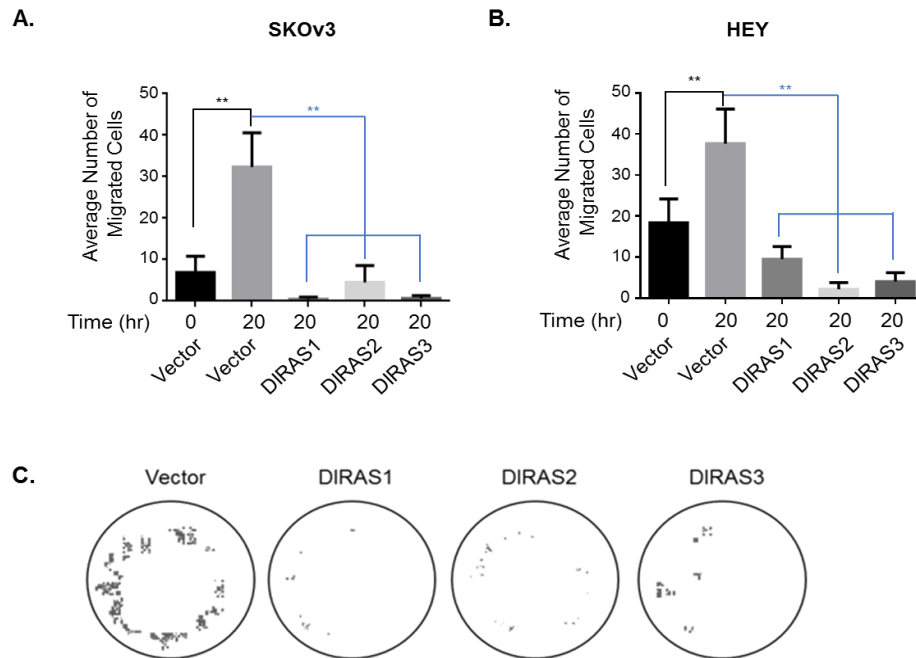 A.
SKOv3
**
**
Average Number of
Migrated Cells
50
40
30
20
10
0
Time (hr) 0 20 20 20 20
Vector Vector DIRAS1 DIRAS2 DIRAS3
B.
HEY
**
**
Average Number of
Migrated Cells
50
40
30
20
10
0
Time (hr) 0 20 20 20 20
Vector Vector DIRAS1 DIRAS2 DIRAS3
C.
Vector DIRAS1 DIRAS2 DIRAS3